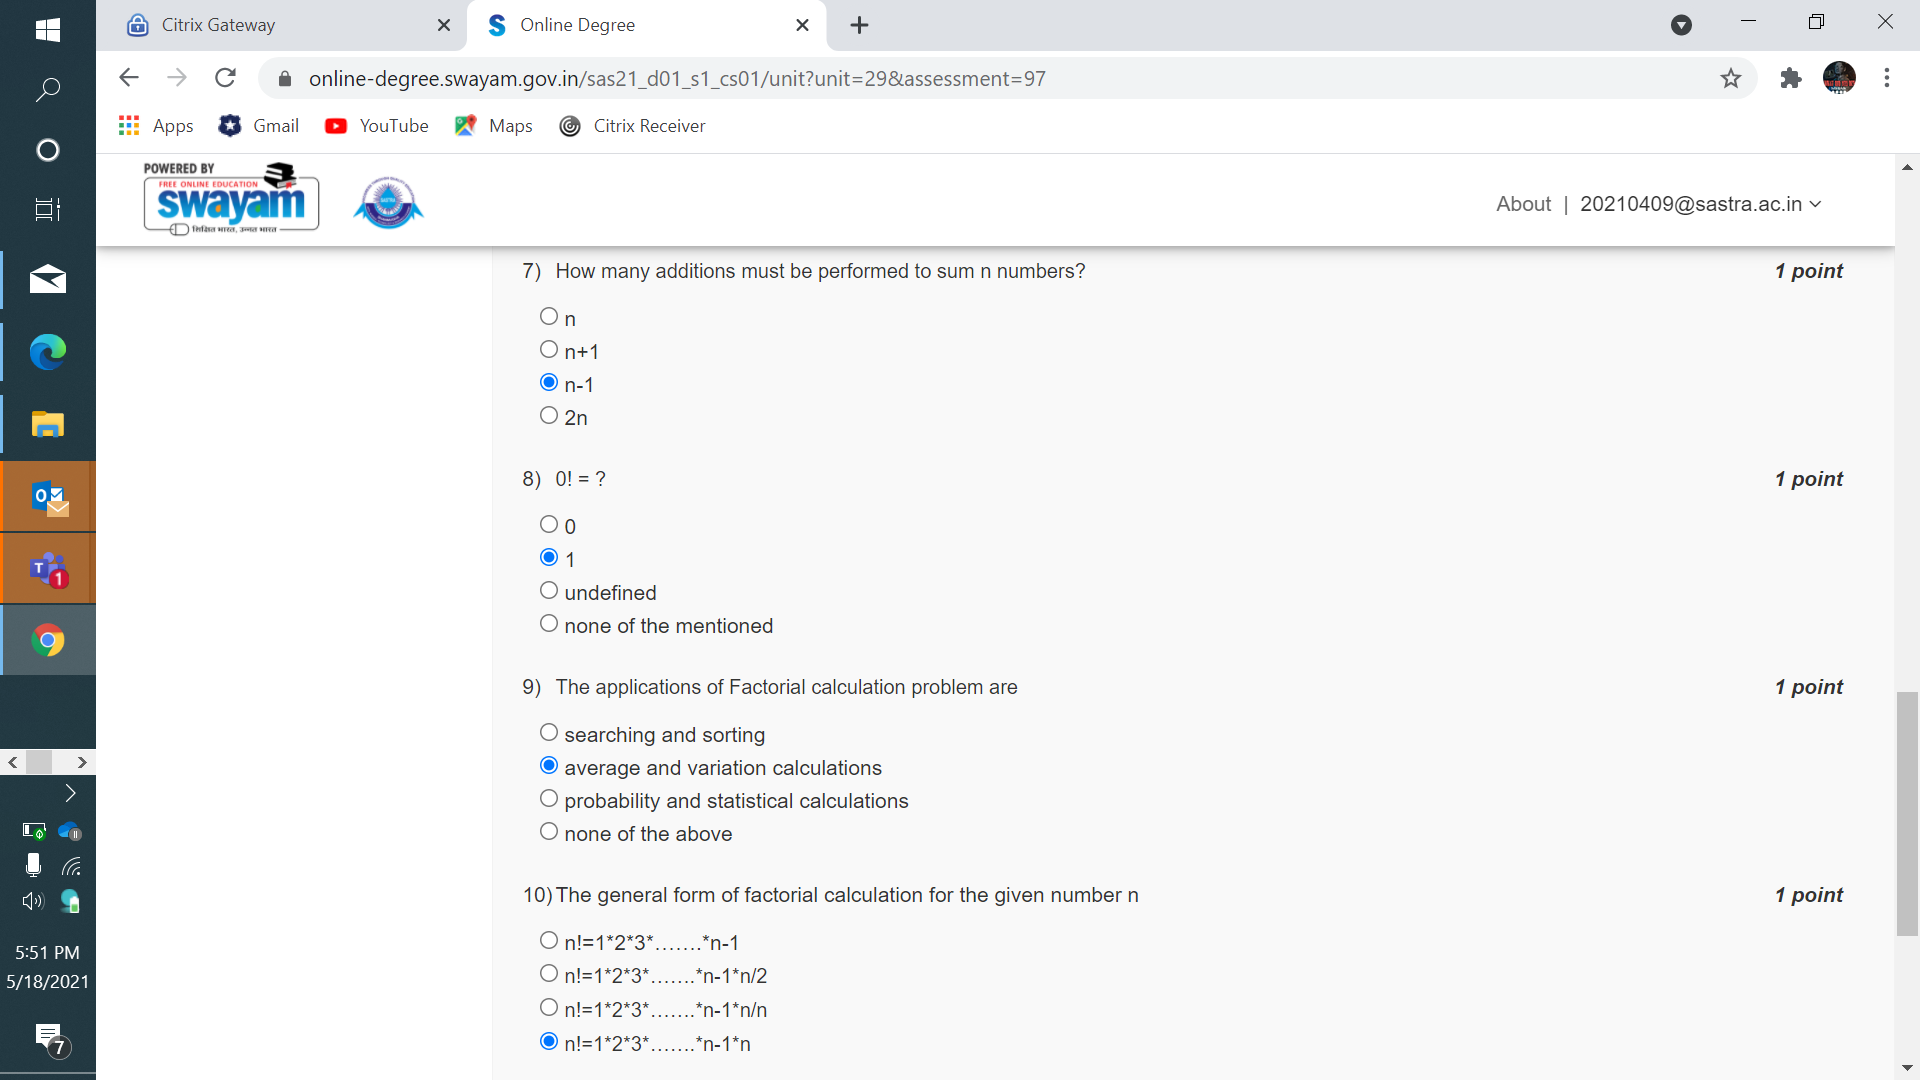 Citrix Gateway
Online Degree
online-degree.swayam.gov.in/sas21_d01_s1_cs01/unit?unit=29&assessment=97
Apps
Gmail
YouTube
Maps
Citrix Receiver
POWERED BY
FREE ONLINE EDUCATION
swayam
शिक्षित भारत, उन्नत भारत
About | 20210409@sastra.ac.in
7) How many additions must be performed to sum n numbers? 1 point
n
n+1
n-1
2n
8) 0! = ? 1 point
0
1
undefined
none of the mentioned
9) The applications of Factorial calculation problem are 1 point
searching and sorting
average and variation calculations
probability and statistical calculations
none of the above
10) The general form of factorial calculation for the given number n 1 point
n!=1*2*3*.......*n-1
n!=1*2*3*.......*n-1*n/2
n!=1*2*3*.......*n-1*n/n
n!=1*2*3*.......*n-1*n
1
5:51 PM
5/18/2021
7